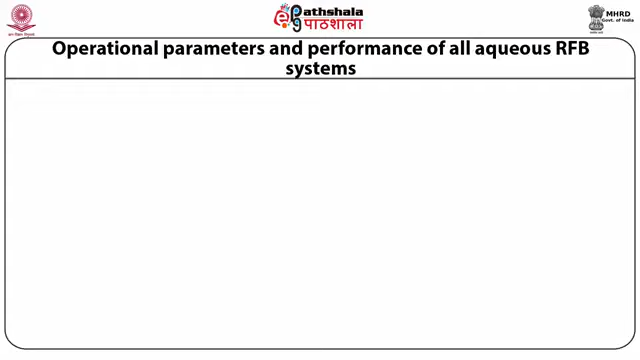 ePathshala
पाठशाला
MHRD
Govt. of India
Operational parameters and performance of all aqueous RFB
systems